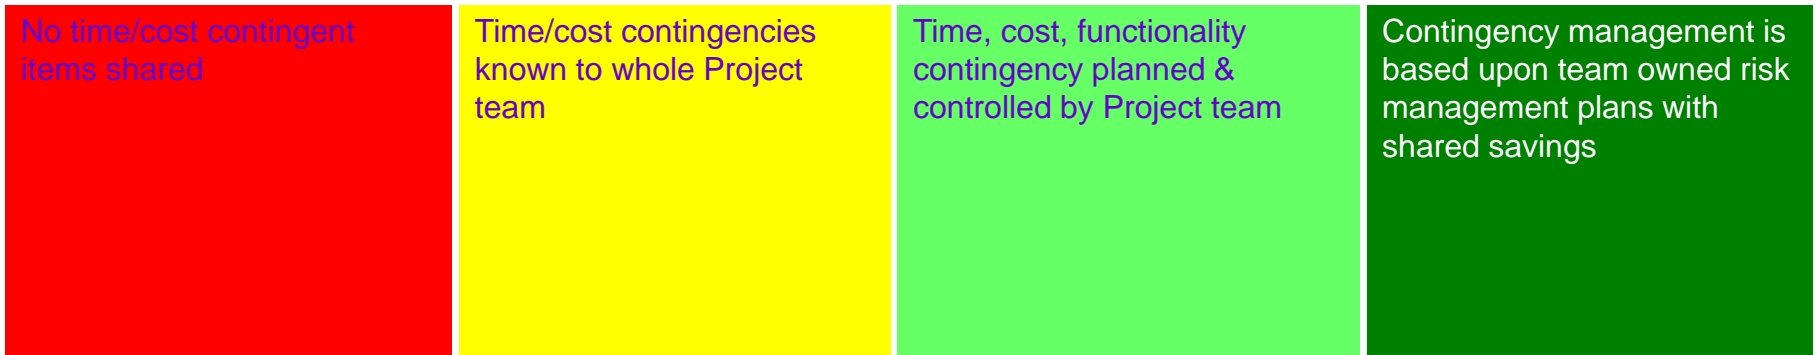 No time/cost contingent
items shared
Time/cost contingencies
known to whole Project
team
Time, cost, functionality
contingency planned &
controlled by Project team
Contingency management is
based upon team owned risk
management plans with
shared savings